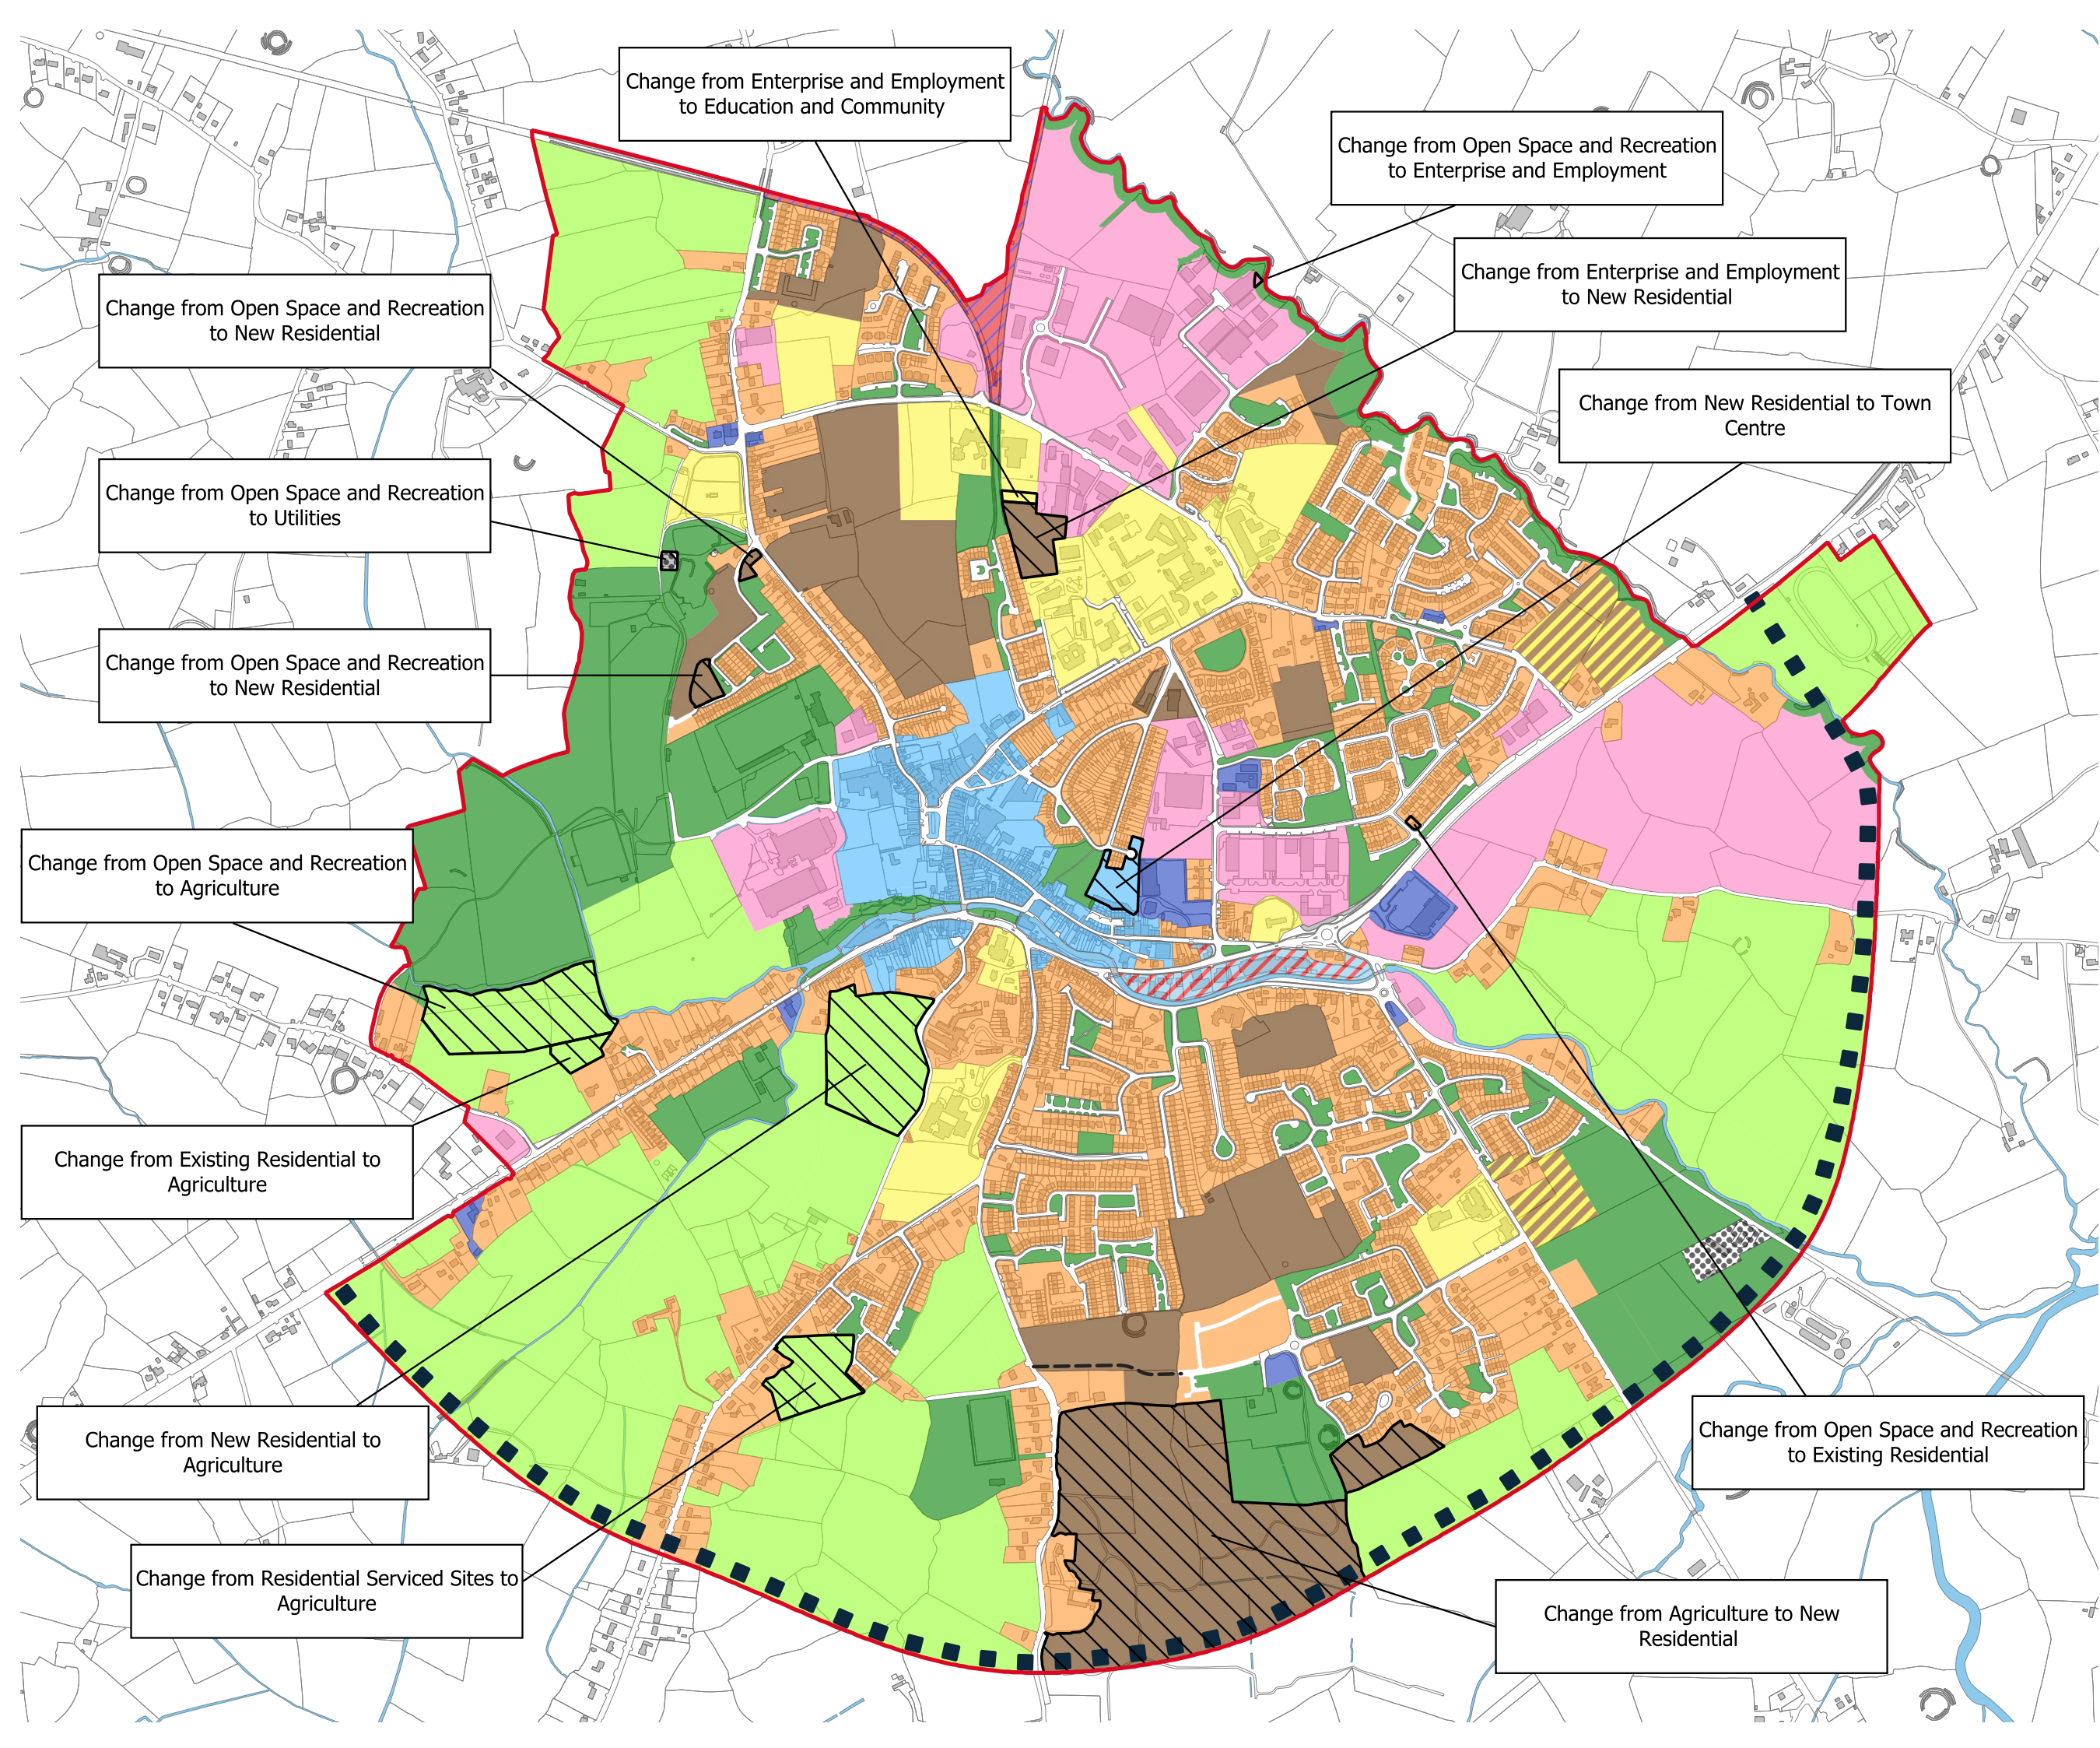 Change from Enterprise and Employment
to Education and Community
Change from Open Space and Recreation
to Enterprise and Employment
Change from Enterprise and Employment
to New Residential
Change from Open Space and Recreation
to New Residential
Change from New Residential to Town
Centre
Change from Open Space and Recreation
to Utilities
Change from Open Space and Recreation
to New Residential
Change from Open Space and Recreation
to Agriculture
Change from Existing Residential to
Agriculture
Change from New Residential to
Agriculture
Change from Open Space and Recreation
to Existing Residential
Change from Residential Serviced Sites to
Agriculture
Change from Agriculture to New
Residential